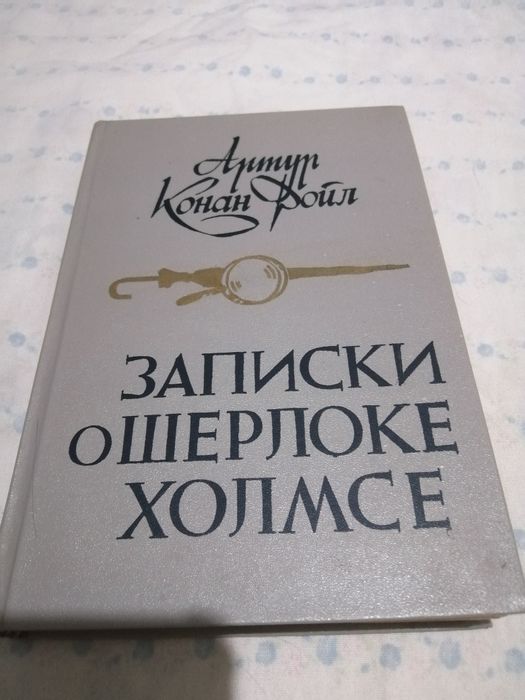 Артур
Конан Дойл
ЗАПИСКИ
О ШЕРЛОКЕ
ХОЛМСЕ